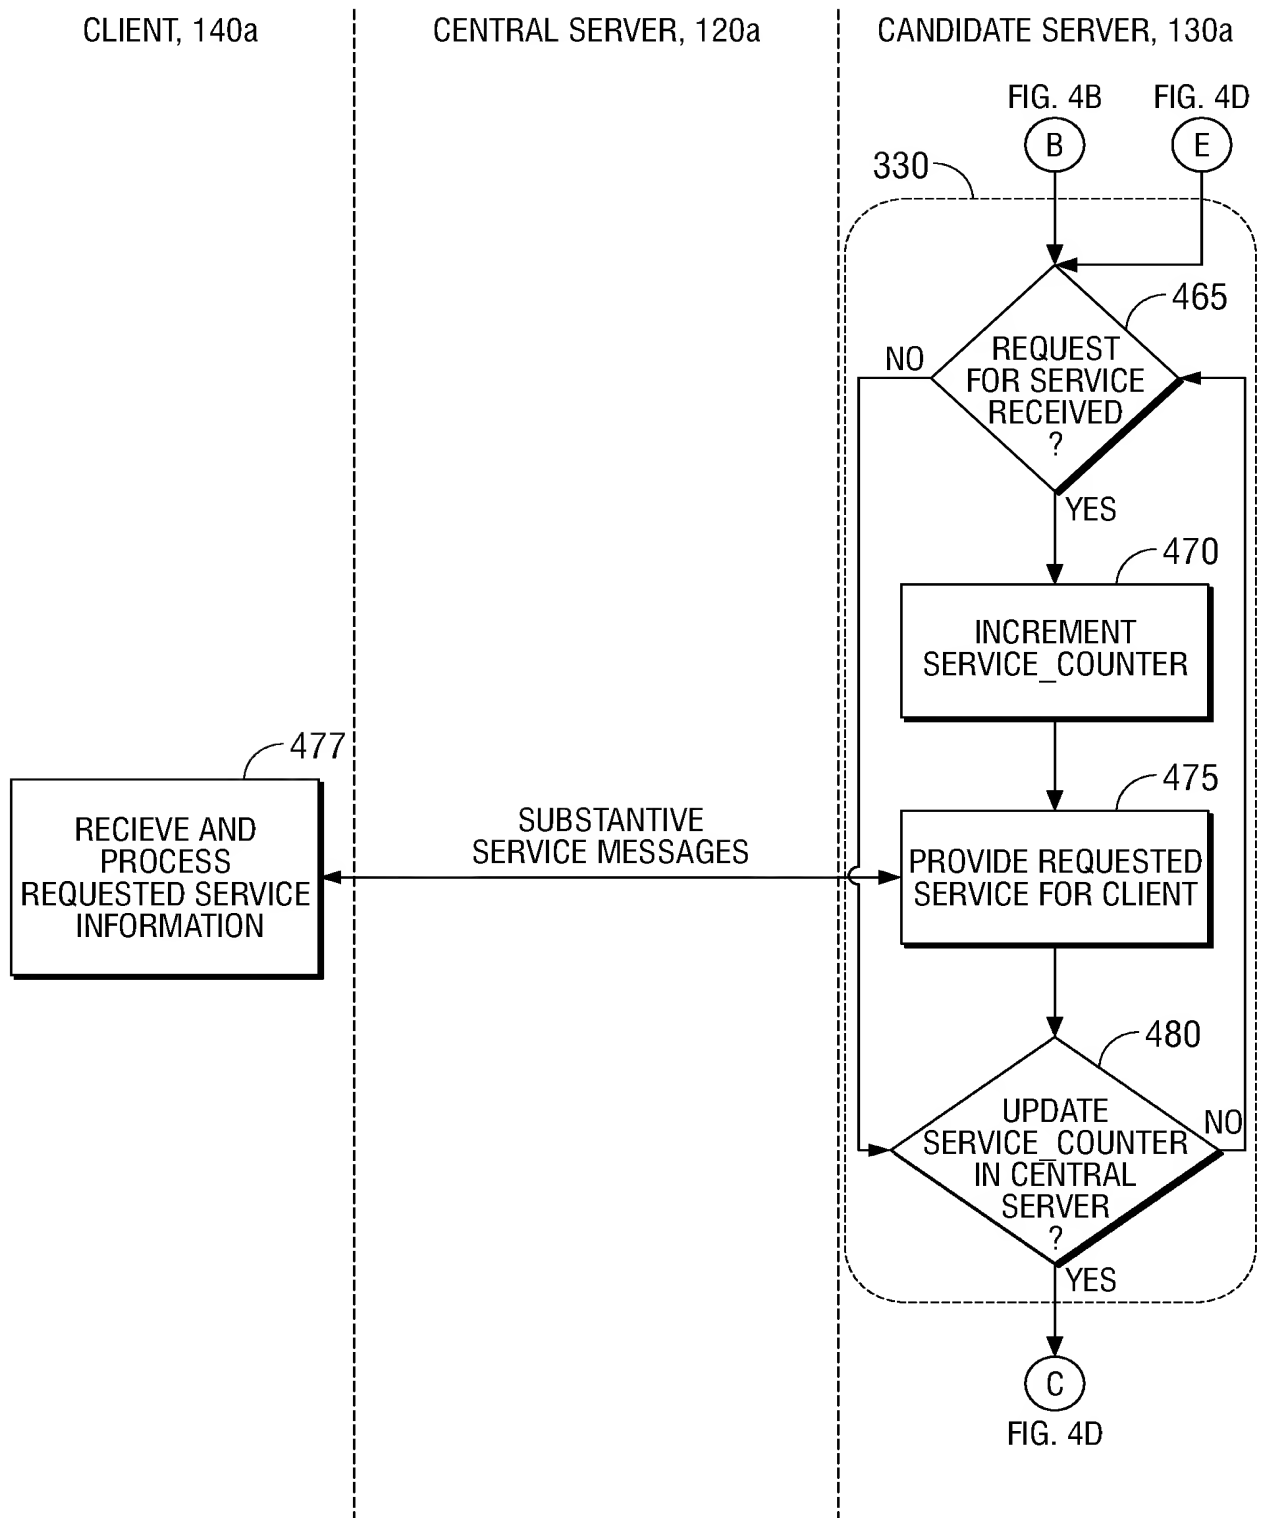 CLIENT, 140a
CENTRAL SERVER, 120a
CANDIDATE SERVER, 130a
FIG. 4B
FIG. 4D
B
E
330
465
NO
REQUEST
FOR SERVICE
RECEIVED
?
YES
470
INCREMENT
SERVICE_COUNTER
477
475
RECIEVE AND
PROCESS
REQUESTED SERVICE
INFORMATION
SUBSTANTIVE
SERVICE MESSAGES
PROVIDE REQUESTED
SERVICE FOR CLIENT
480
UPDATE
SERVICE_COUNTER
IN CENTRAL
SERVER
?
NO
YES
C
FIG. 4D